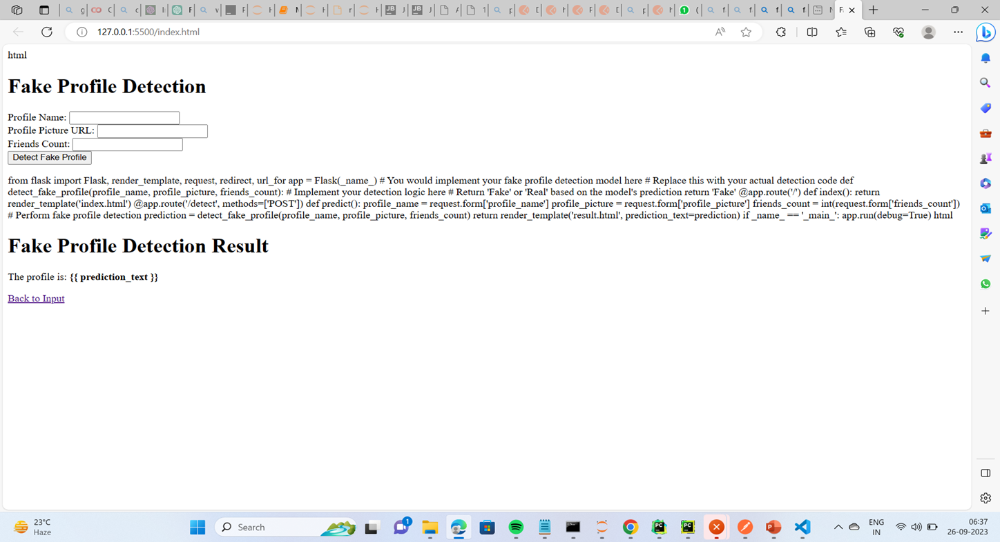 127.0.0.1:5500/index.html
html
Fake Profile Detection
Profile Name:
Profile Picture URL:
Friends Count:
Detect Fake Profile
from flask import Flask, render_template, request, redirect, url_for app = Flask(_name_) # You would implement your fake profile detection model here # Replace this with your actual detection code def
detect_fake_profile(profile_name, profile_picture, friends_count): # Implement your detection logic here # Return 'Fake' or 'Real' based on the model's prediction return 'Fake' @app.route('/') def index(): return
render_template('index.html') @app.route('/detect', methods=['POST']) def predict(): profile_name = request.form['profile_name'] profile_picture = request.form['profile_picture'] friends_count = int(request.form['friends_count'])
# Perform fake profile detection prediction = detect_fake_profile(profile_name, profile_picture, friends_count) return render_template('result.html', prediction_text=prediction) if _name_ == '_main_': app.run(debug=True) html
Fake Profile Detection Result
The profile is: {{ prediction_text }}
Back to Input
23°C
Haze
Search
1
ENG
IN
06:37
26-09-2023